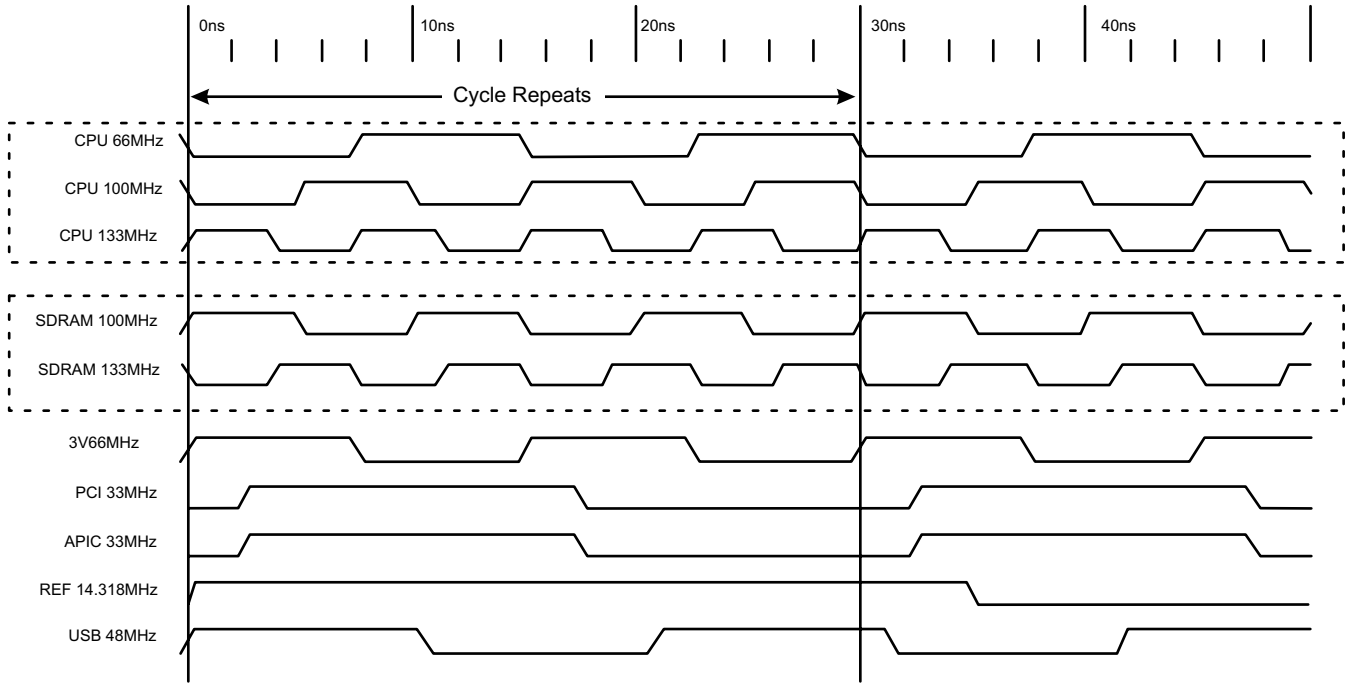 0ns
10ns
20ns
30ns
40ns
Cycle Repeats
CPU 66MHz
CPU 100MHz
CPU 133MHz
SDRAM 100MHz
SDRAM 133MHz
3V66MHz
PCI 33MHz
APIC 33MHz
REF 14.318MHz
USB 48MHz